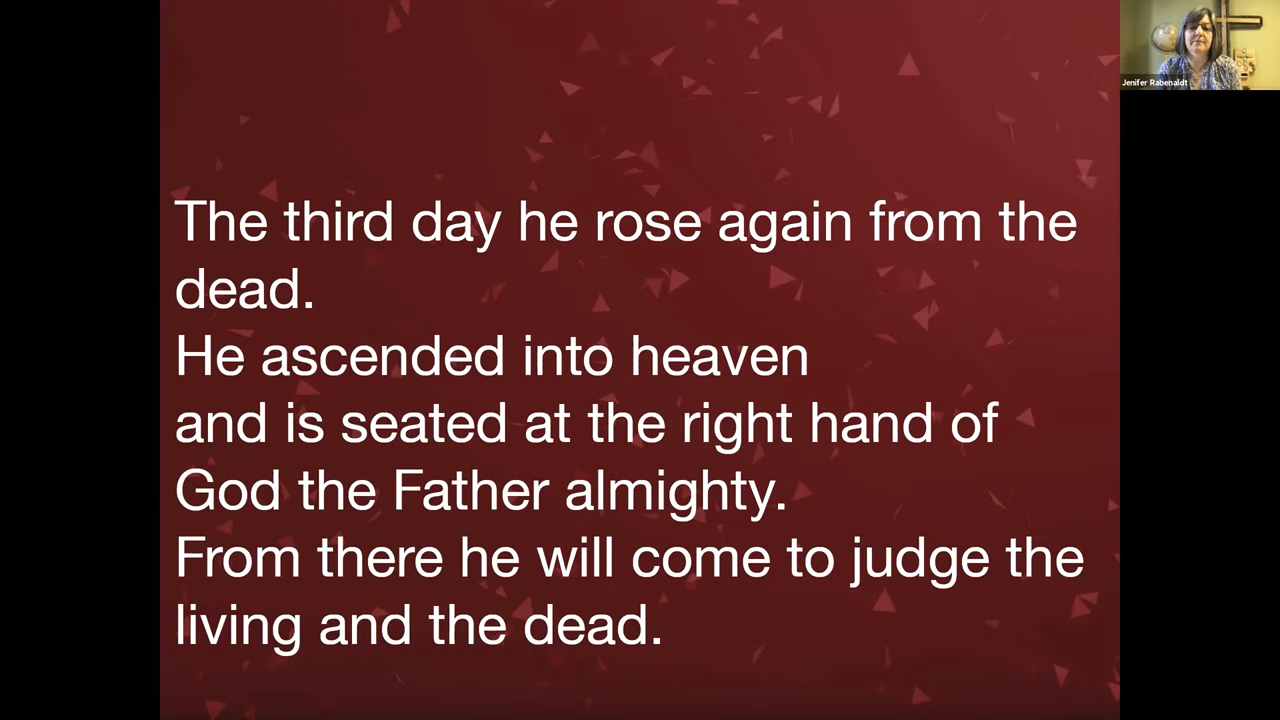 Jenifer Rabenaldt
The third day he rose again from the
dead.
He ascended into heaven
and is seated at the right hand of
God the Father almighty.
From there he will come to judge the
living and the dead.